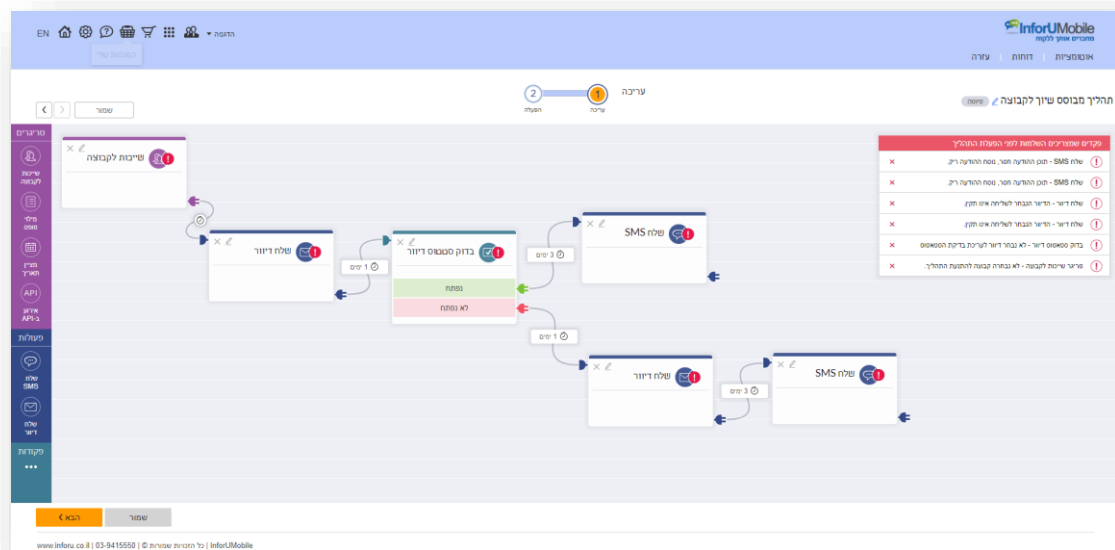 InforUMobile
מחברים אותך ללקוח
EN
הדגמה
אוטומציות | דוחות | עזרה
תהליך מבוסס שיוך לקבוצה
טיוטה
עריכה
1
עריכה
2
הפעלה
שמור
טריגרים
שייכות לקבוצה
מילוי טופס
מציין תאריך
API
אירוע ב-API
פעולות
שלח SMS
שלח דיוור
פקודות
שייכות לקבוצה
שלח דיוור
1 ימים
בדוק סטטוס דיוור
נפתח
לא נפתח
3 ימים
שלח SMS
1 ימים
שלח דיוור
3 ימים
שלח SMS
פקדים שמצריכים השלמות לפני הפעלת התהליך
שלח SMS - תוכן ההודעה חסר, נוסח ההודעה ריק.
שלח SMS - תוכן ההודעה חסר, נוסח ההודעה ריק.
שלח דיוור - הדיוור הנבחר לשליחה אינו תקין.
שלח דיוור - הדיוור הנבחר לשליחה אינו תקין.
בדוק סטאטוס דיוור - לא נבחר דיוור לעריכת בדיקת הסטאטוס
טריגר שייכות לקבוצה - לא נבחרה קבוצה להתנעת התהליך.
שמור
הבא
InforUMobile | כל הזכויות שמורות © | 03-9415550 | www.inforu.co.il